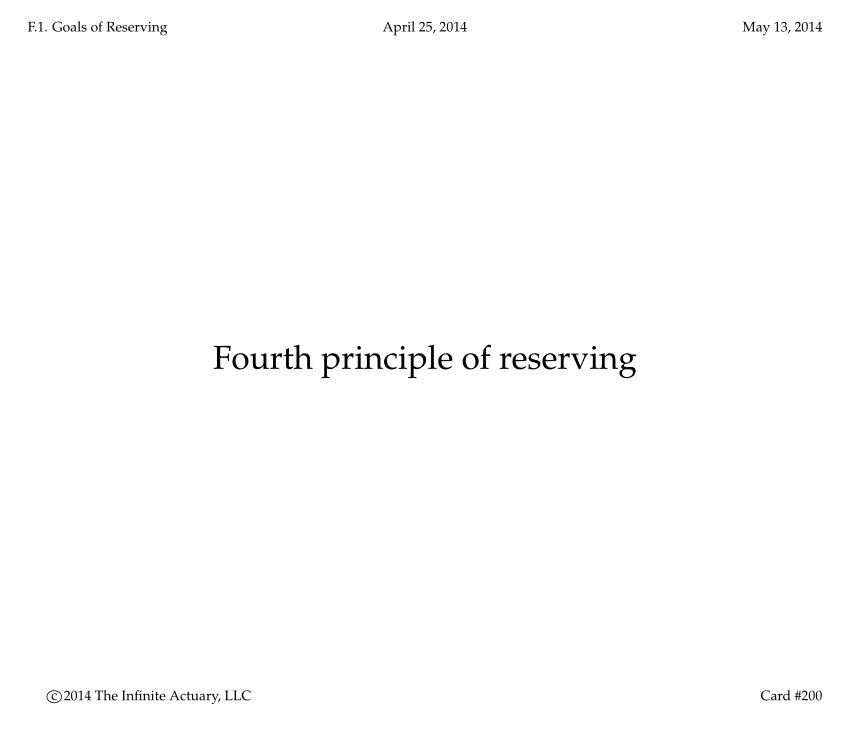 F.1. Goals of Reserving April 25, 2014 May 13, 2014
Fourth principle of reserving
©2014 The Infinite Actuary, LLC Card #200